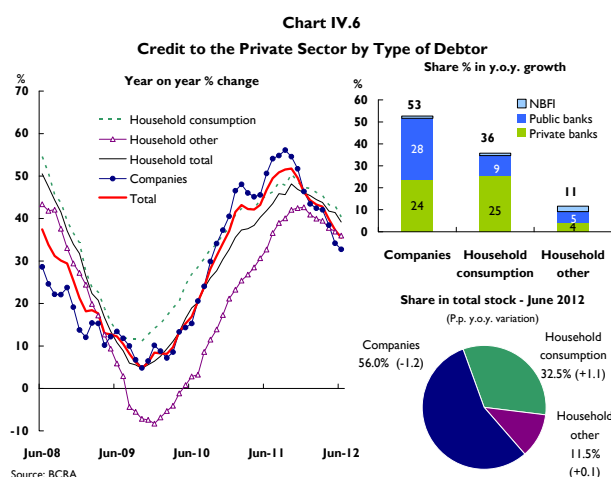 Chart IV.6
Credit to the Private Sector by Type of Debtor
Year on year % change
%
70
60
50
40
30
20
10
0
-10
Household consumption
Household other
Household total
Companies
Total
Jun-08
Jun-09
Jun-10
Jun-11
Jun-12
Source: BCRA
Share % in y.o.y. growth
%
60
50
40
30
20
10
0
NBFI
Public banks
Private banks
53
36
11
28
9
5
24
25
4
Companies
Household
consumption
Household
other
Share in total stock - June 2012
(P.p. y.o.y. variation)
Companies
56.0% (-1.2)
Household
consumption
32.5% (+1.1)
Household
other
11.5%
(+0.1)